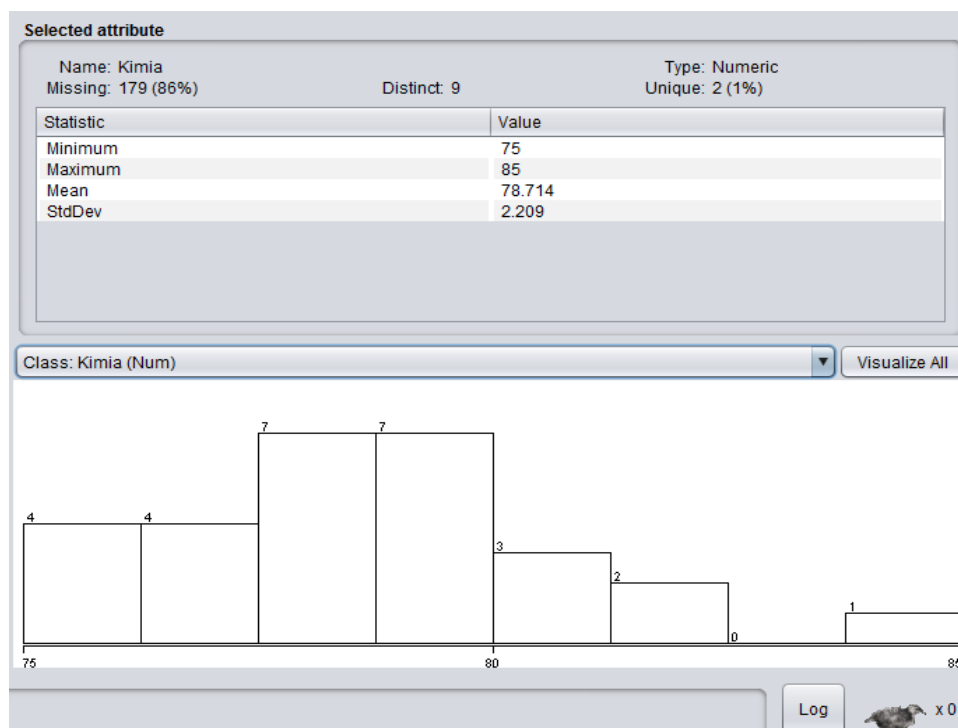 Selected attribute
Name: Kimia Type: Numeric
Missing: 179 (86%) Distinct: 9 Unique: 2 (1%)
Statistic Value
Minimum 75
Maximum 85
Mean 78.714
StdDev 2.209
Class: Kimia (Num) Visualize All
7 7
4 4
3
2
1
0
75 80 85
Log x 0